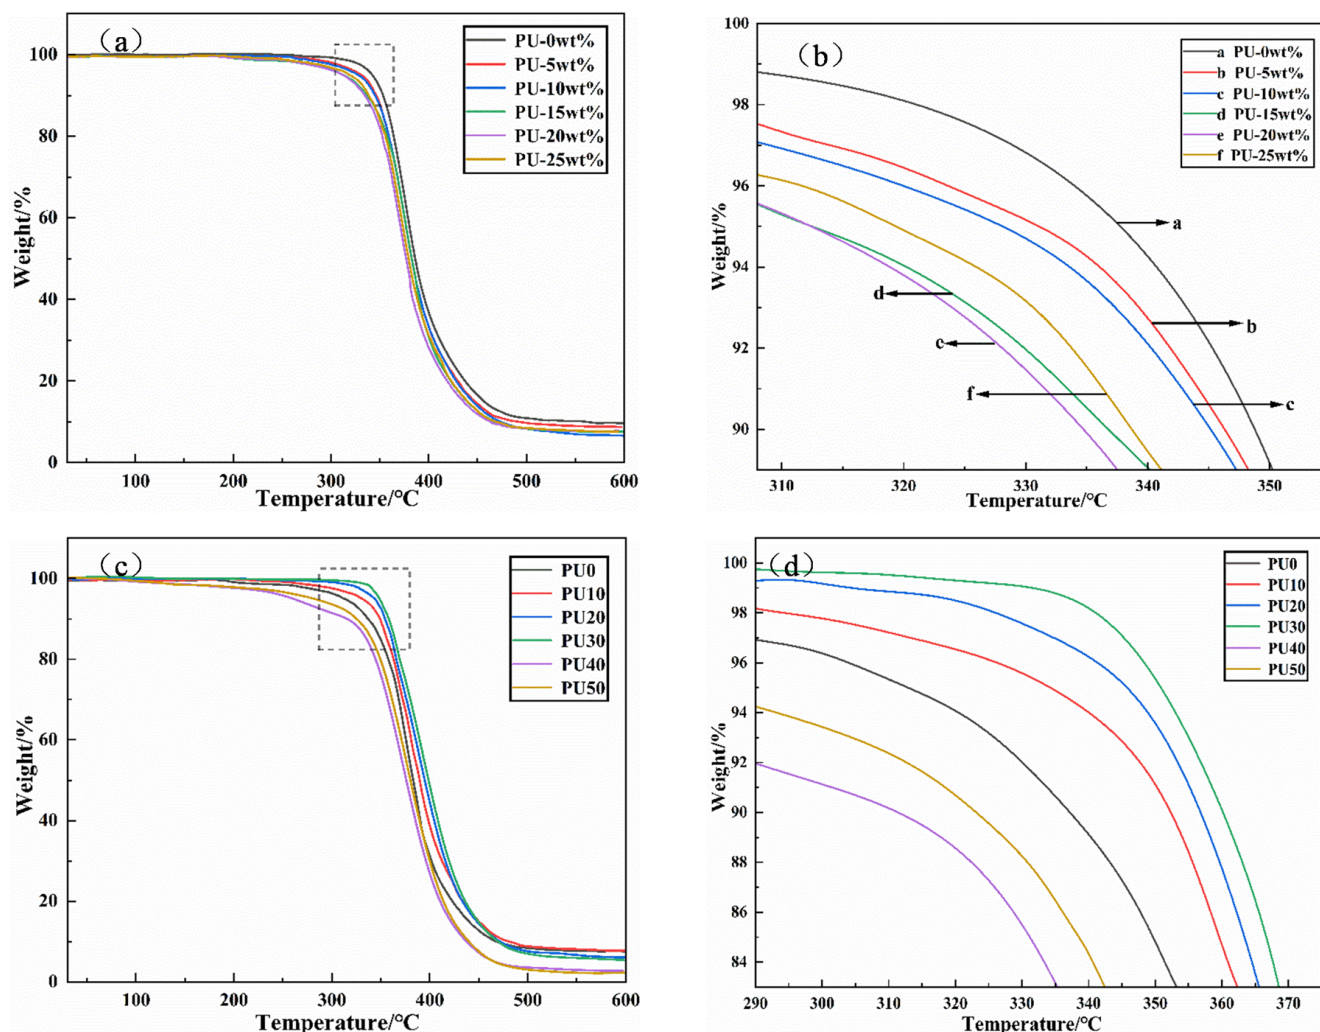 (a)
PU-0wt%
PU-5wt%
PU-10wt%
PU-15wt%
PU-20wt%
PU-25wt%
Weight/%
100
80
60
40
20
0
100
200
300
400
500
600
Temperature/°C
(b)
a PU-0wt%
b PU-5wt%
c PU-10wt%
d PU-15wt%
e PU-20wt%
f PU-25wt%
Weight/%
100
98
96
94
92
90
a
b
c
d
e
f
310
320
330
340
350
Temperature/°C
(c)
PU0
PU10
PU20
PU30
PU40
PU50
Weight/%
100
80
60
40
20
0
100
200
300
400
500
600
Temperature/°C
(d)
PU0
PU10
PU20
PU30
PU40
PU50
Weight/%
100
98
96
94
92
90
88
86
84
290
300
310
320
330
340
350
360
370
Temperature/°C